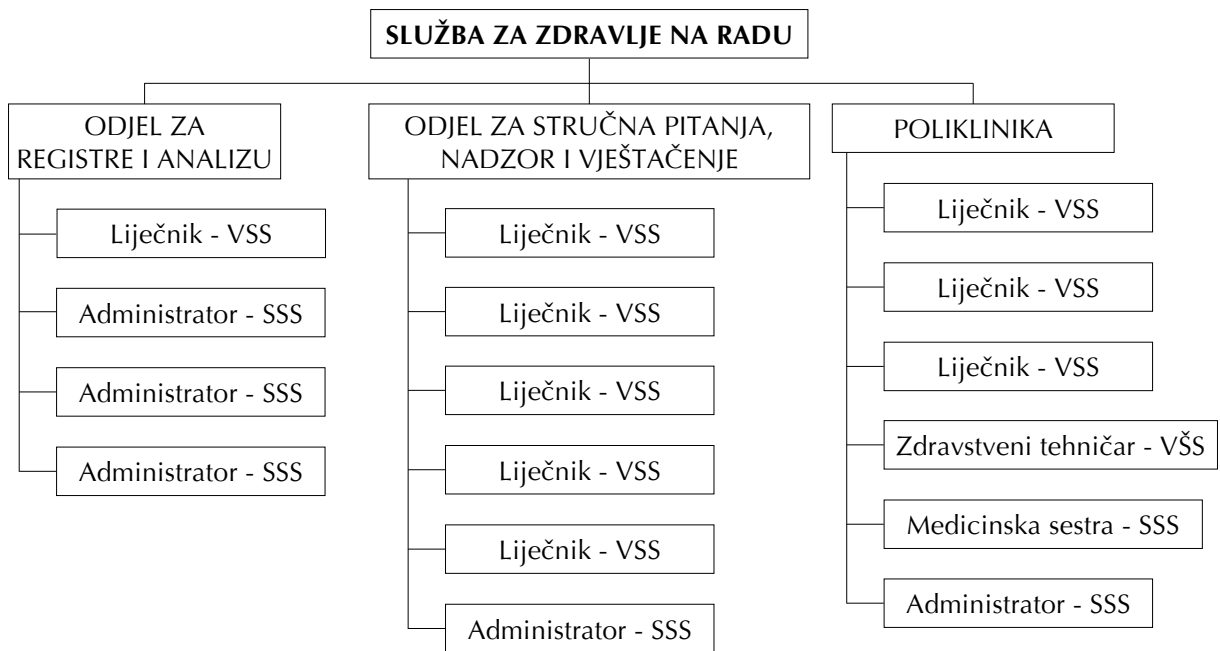 SLUŽBA ZA ZDRAVLJE NA RADU
ODJEL ZA
REGISTRE I ANALIZU
Liječnik - VSS
Administrator - SSS
Administrator - SSS
Administrator - SSS
ODJEL ZA STRUČNA PITANJA,
NADZOR I VJEŠTAČENJE
Liječnik - VSS
Liječnik - VSS
Liječnik - VSS
Liječnik - VSS
Liječnik - VSS
Administrator - SSS
POLIKLINIKA
Liječnik - VSS
Liječnik - VSS
Liječnik - VSS
Zdravstveni tehničar - VŠS
Medicinska sestra - SSS
Administrator - SSS